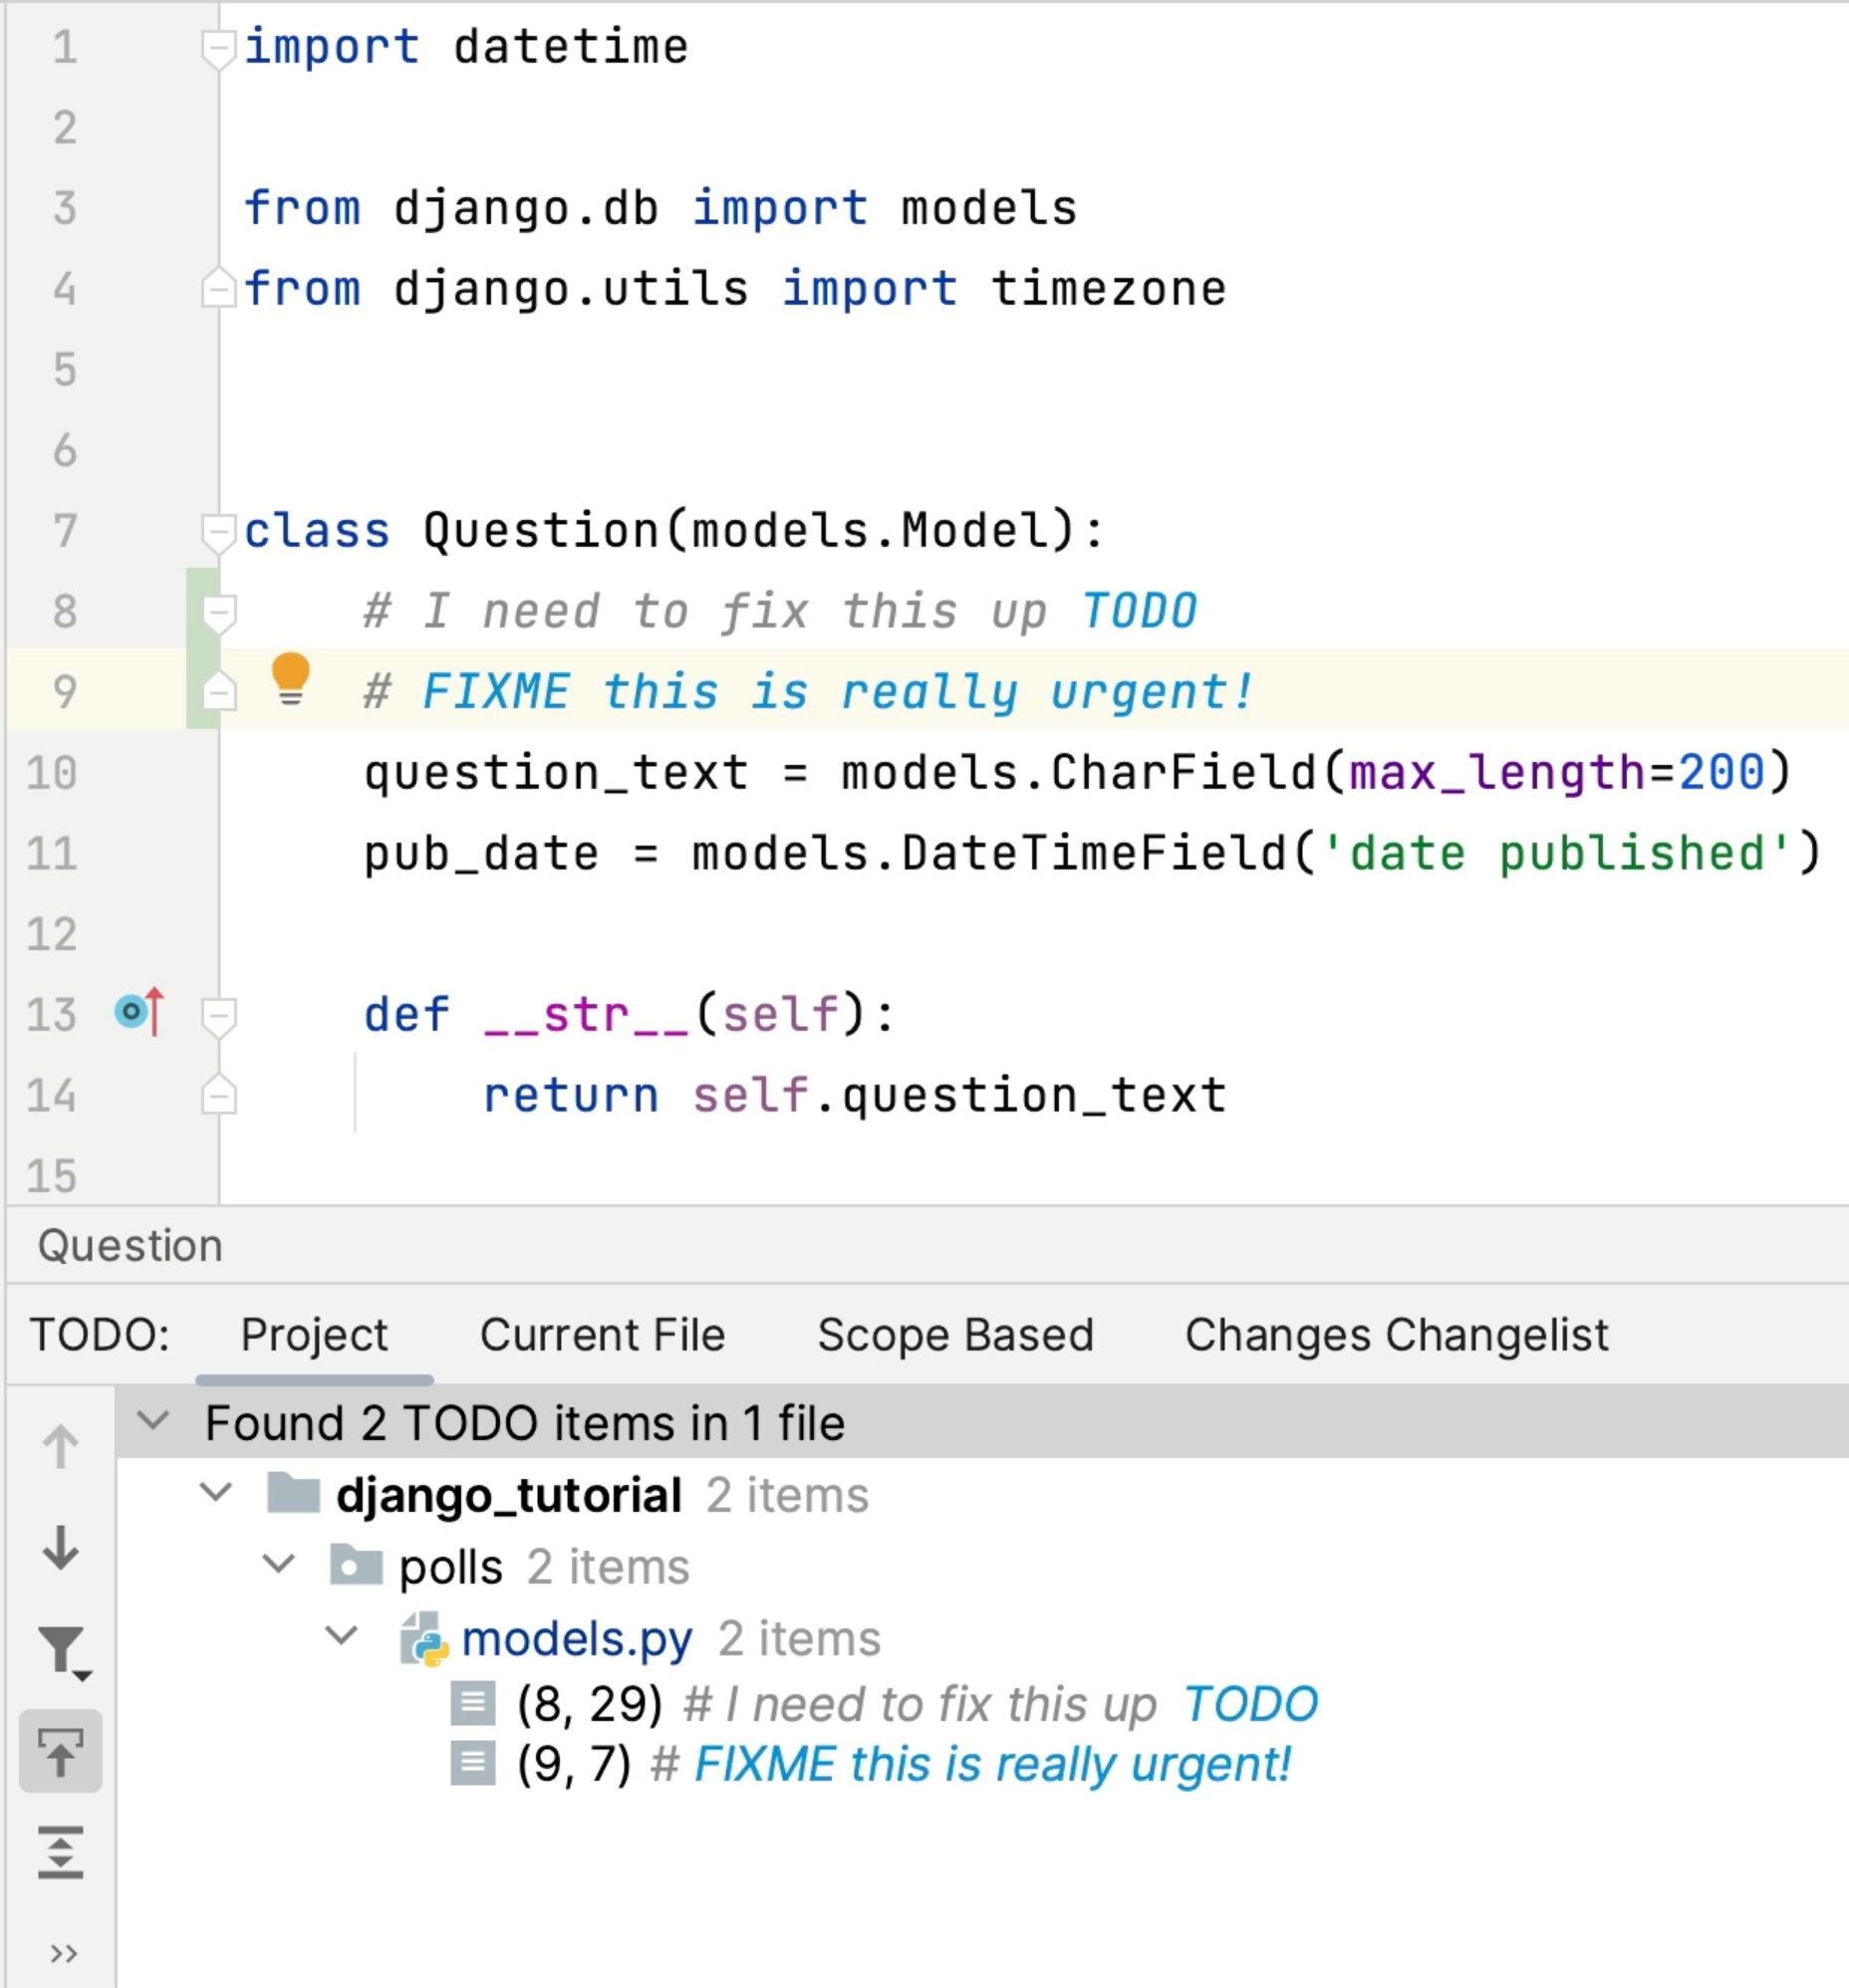 1 import datetime
2
3 from django.db import models
4 from django.utils import timezone
5
6
7 class Question(models.Model):
8 # I need to fix this up TODO
9 # FIXME this is really urgent!
10 question_text = models.CharField(max_length=200)
11 pub_date = models.DateTimeField('date published')
12
13 def __str__(self):
14 return self.question_text
15
Question
TODO: Project Current File Scope Based Changes Changelist
Found 2 TODO items in 1 file
django_tutorial 2 items
polls 2 items
models.py 2 items
(8, 29) # I need to fix this up TODO
(9, 7) # FIXME this is really urgent!